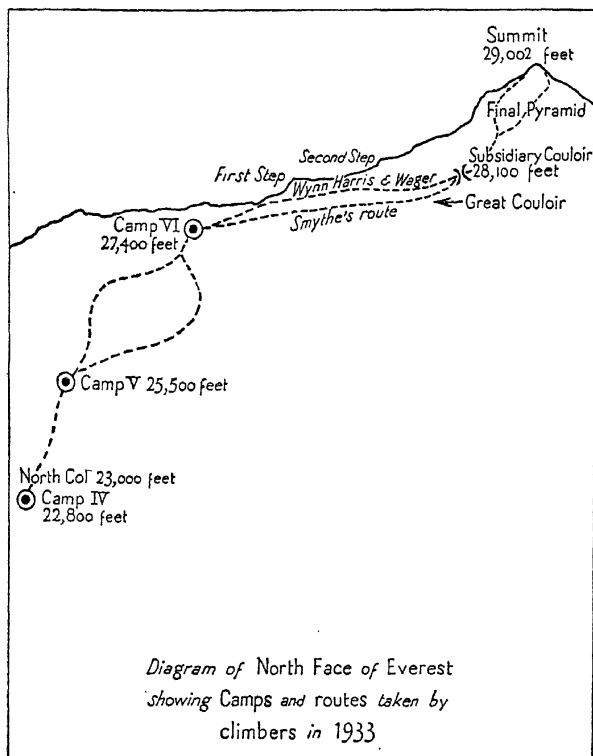 Summit
29,002 feet
Final Pyramid
Second Step
First Step
Subsidiary Couloir
28,100 feet
Wynn Harris & Wager
Great Couloir
Smythe's route
Camp VI
27,400 feet
Camp V 25,500 feet
North Col 23,000 feet
Camp IV
22,800 feet
Diagram of North Face of Everest
showing Camps and routes taken by
climbers in 1933